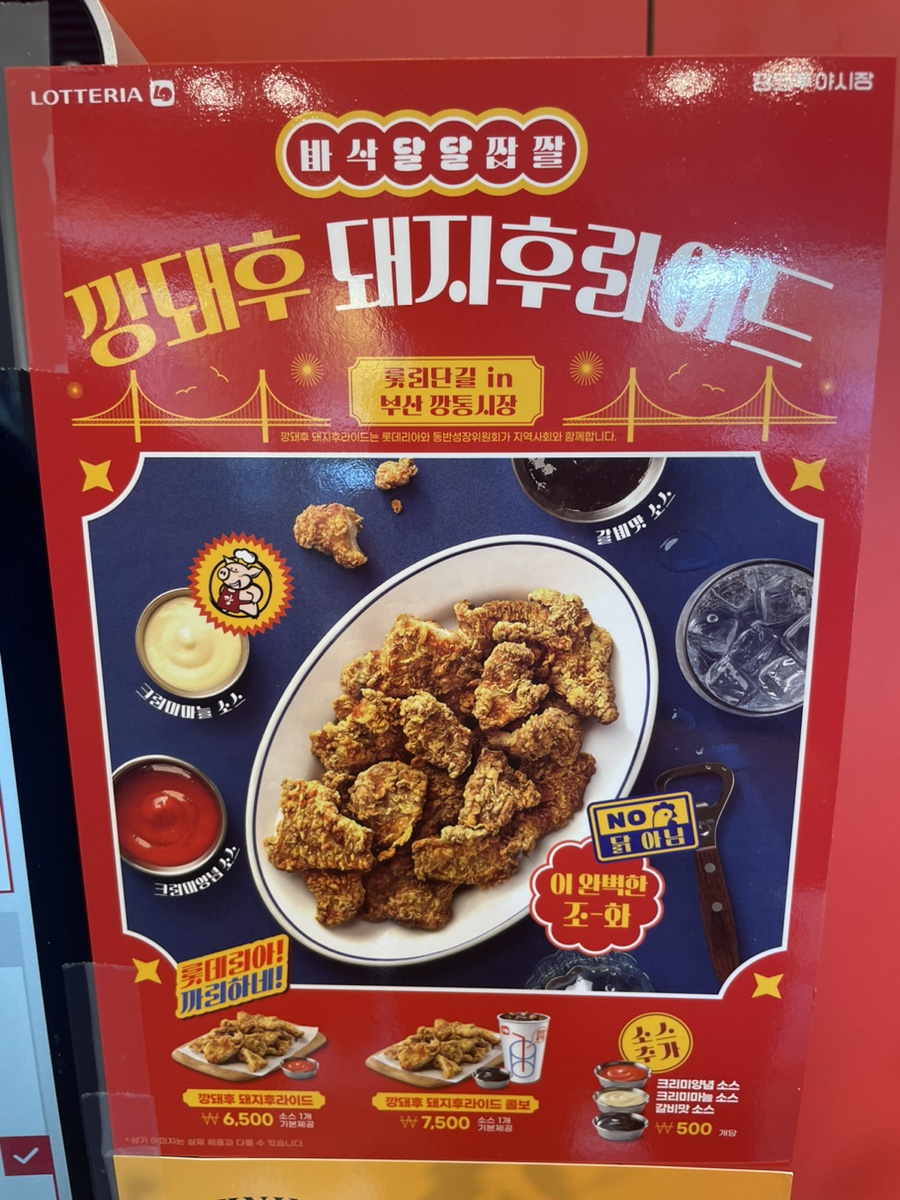 LOTTERIA
야시장
바삭달달짭짤
깡돼후 돼지후라이드
롯리단길 in
부산 깡통시장
깡돼후 돼지후라이드는 롯데리아와 동반성장위원회가 지역사회와 함께합니다.
갈비맛 소스
크리미마늘 소스
크리미양념 소스
NO
닭 아님
이 완벽한
조-화
롯데리아!
까리하네!
깡돼후 돼지후라이드
₩ 6,500 소스 1개
기본제공
깡돼후 돼지후라이드 콤보
₩ 7,500 소스 1개
기본제공
소스
추가
크리미양념 소스
크리미마늘 소스
갈비맛 소스
₩ 500 개당
* 상기 이미지는 실제 제품과 다를 수 있습니다.